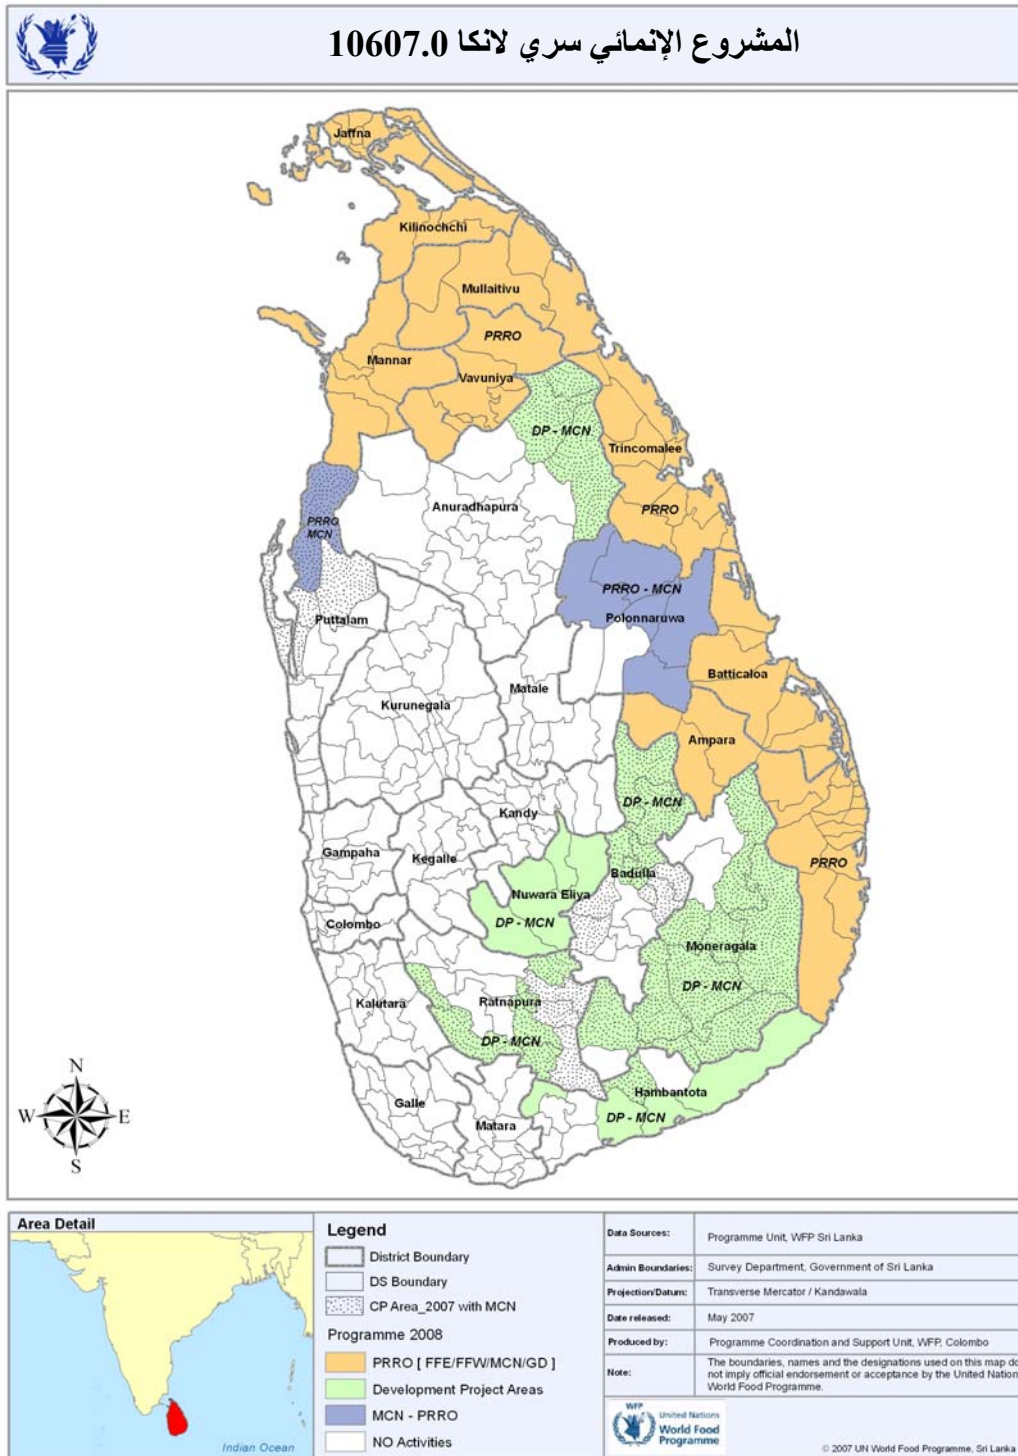 المشروع الإنمائي سري لانكا 10607.0
Jaffna
Kilinochchi
Mullaitivu
PRRO
Mannar
Vavuniya
DP - MCN
Trincomalee
Anuradhapura
PRRO
PRRO
MCN
PRRO - MCN
Polonnaruwa
Puttalam
Batticaloa
Matale
Kurunegala
Ampara
DP - MCN
Kandy
Gampaha
Kegalle
PRRO
Badulla
Nuwara Eliya
DP - MCN
Colombo
Moneragala
DP - MCN
Kalutara
Ratnapura
DP - MCN
Hambantota
Galle
DP - MCN
Matara
N
W
E
S
Area Detail
Indian Ocean
Legend
District Boundary
DS Boundary
CP Area_2007 with MCN
Programme 2008
PRRO [ FFE/FFW/MCN/GD ]
Development Project Areas
MCN - PRRO
NO Activities
Data Sources: Programme Unit, WFP Sri Lanka
Admin Boundaries: Survey Department, Government of Sri Lanka
Projection/Datum: Transverse Mercator / Kandawala
Date released: May 2007
Produced by: Programme Coordination and Support Unit, WFP, Colombo
Note: The boundaries, names and the designations used on this map do
not imply official endorsement or acceptance by the United Nation
World Food Programme.
WFP
United Nations
World Food
Programme
© 2007 UN World Food Programme, Sri Lanka